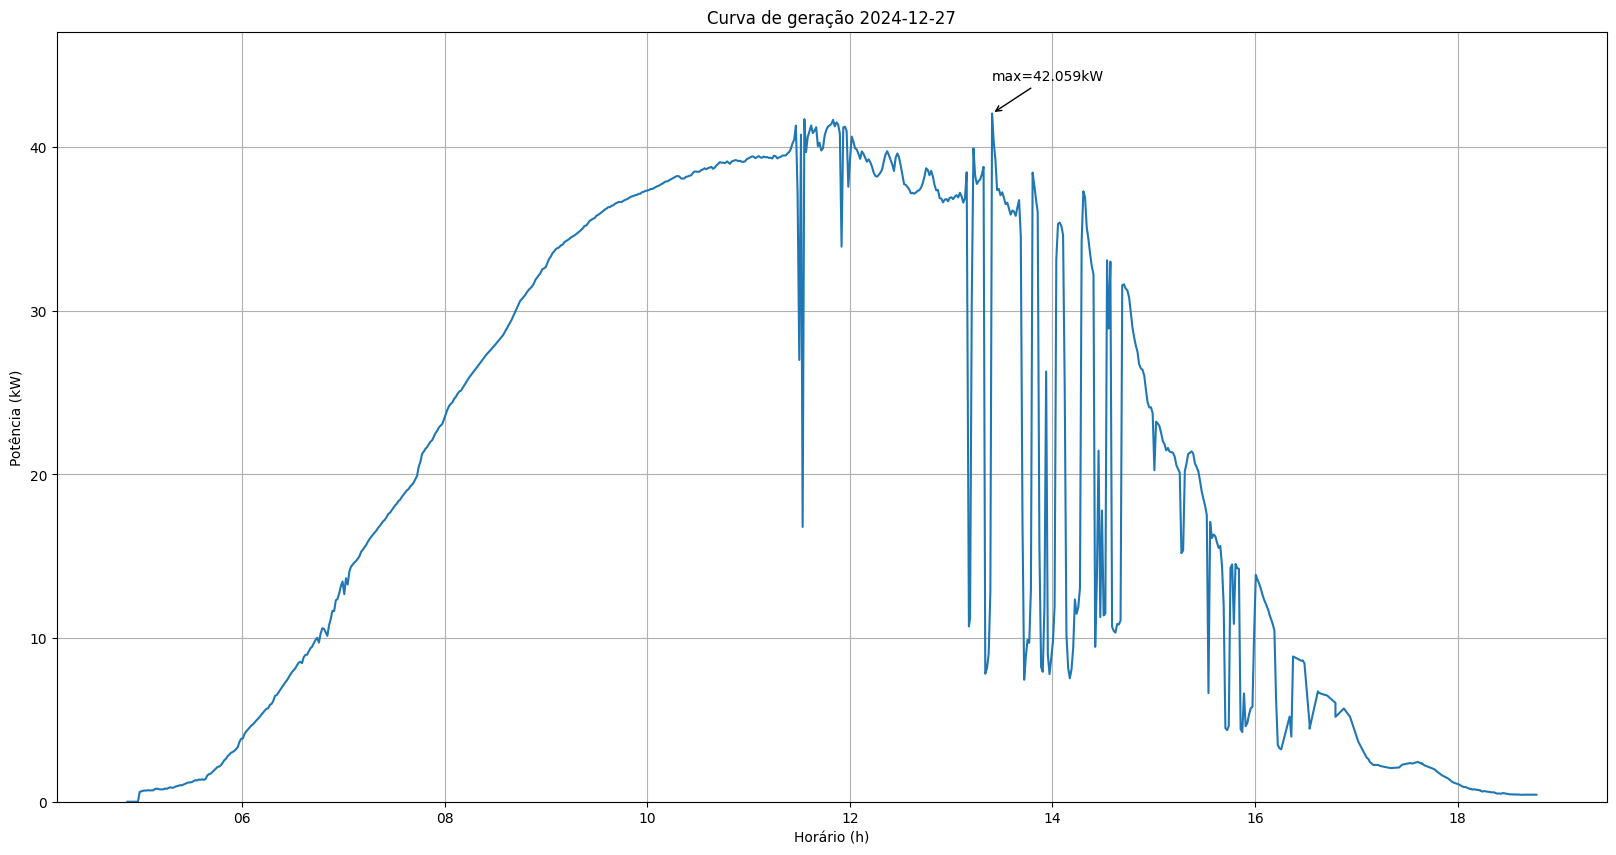 Curva de geração 2024-12-27
max=42.059kW
Potência (kW)
40
30
20
10
0
06 08 10 12 14 16 18
Horário (h)